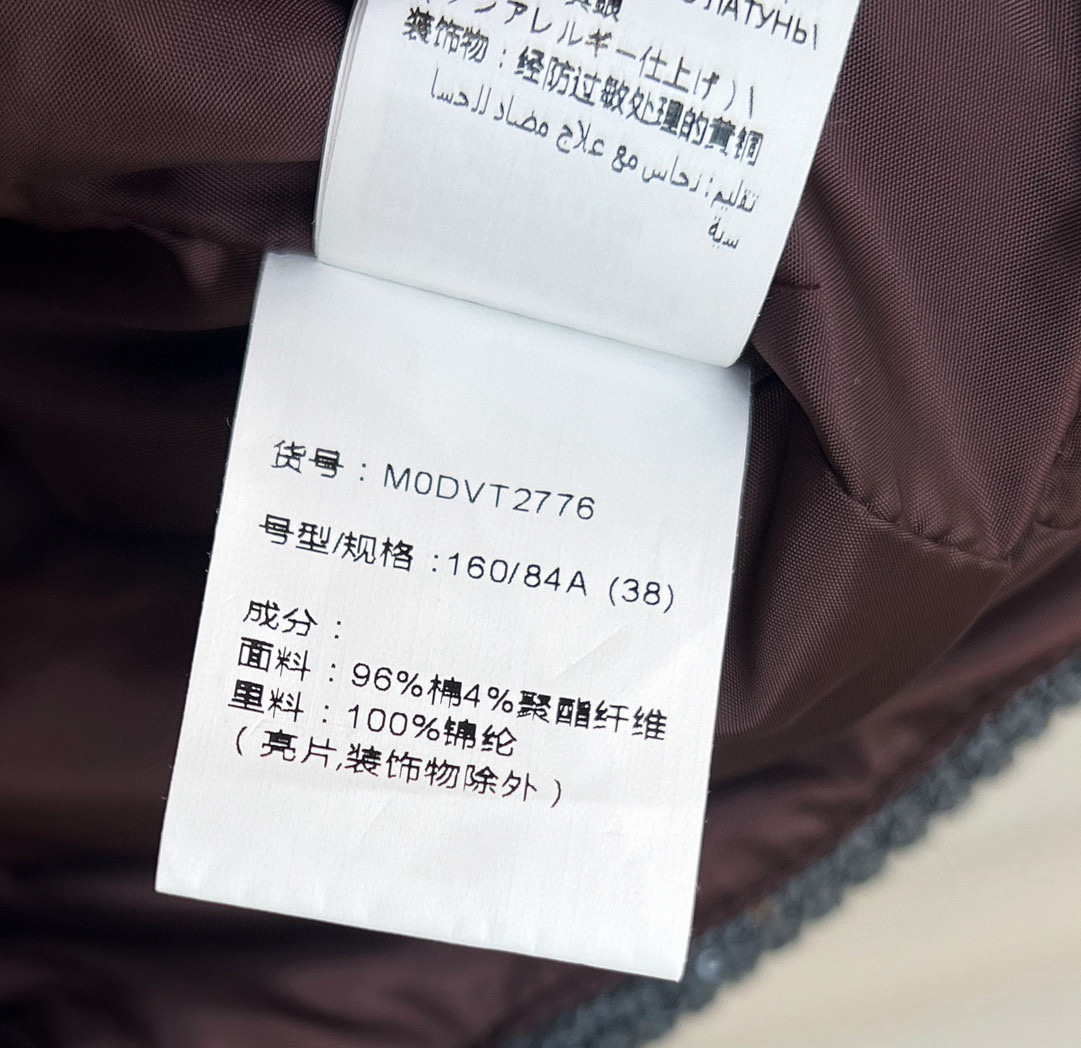 ЛАТУНЬ\
アレルギー仕上げ)\
装饰物：经防过敏处理的黄铜
تقليم: نحاس مع علاج مضاد للحسا
سية
货号：M0DVT2776
号型/规格:160/84A (38)
成分：
面料：96%棉4%聚酯纤维
里料：100%锦纶
(亮片,装饰物除外)